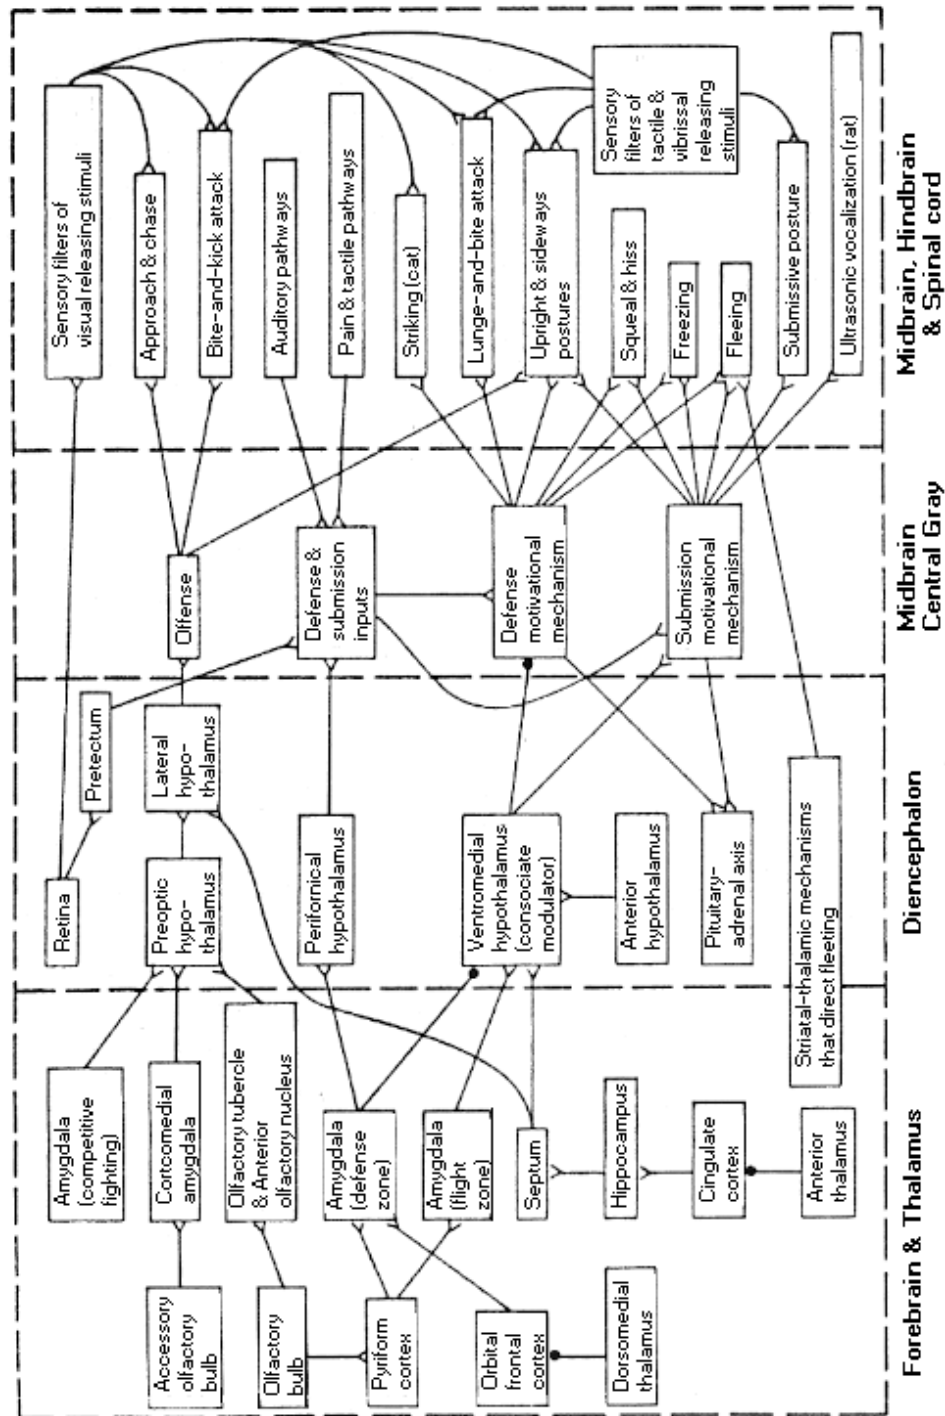 Accessory
olfactory
bulb
Olfactory
bulb
Pyriform
cortex
Orbital
frontal
cortex
Dorsomedial
thalamus
Amygdala
(competitive
fighting)
Cortcomedial
amygdala
Olfactory tubercle
& Anterior
olfactory nucleus
Amygdala
(defense
zone)
Amygdala
(flight
zone)
Septum
Hippocampus
Cingulate
cortex
Anterior
thalamus
Striatal-thalamic mechanisms
that direct fleeting
Retina
Preoptic
hypo-
thalamus
Pretectum
Lateral
hypo-
thalamus
Perifornical
hypothalamus
Ventromedial
hypothalamus
(consociate
modulator)
Anterior
hypothalamus
Pituitary-
adrenal axis
Offense
Defense &
submission
inputs
Defense
motivational
mechanism
Submission
motivational
mechanism
Sensory filters of
visual releasing stimuli
Approach & chase
Bite-and-kick attack
Auditory pathways
Pain & tactile pathways
Striking (cat)
Lunge-and-bite attack
Upright & sideways
postures
Squeal & hiss
Freezing
Fleeing
Submissive posture
Ultrasonic vocalization (rat)
Sensory
filters of
tactile &
vibrissal
releasing
stimuli
Forebrain & Thalamus
Diencephalon
Midbrain
Central Gray
Midbrain, Hindbrain
& Spinal cord